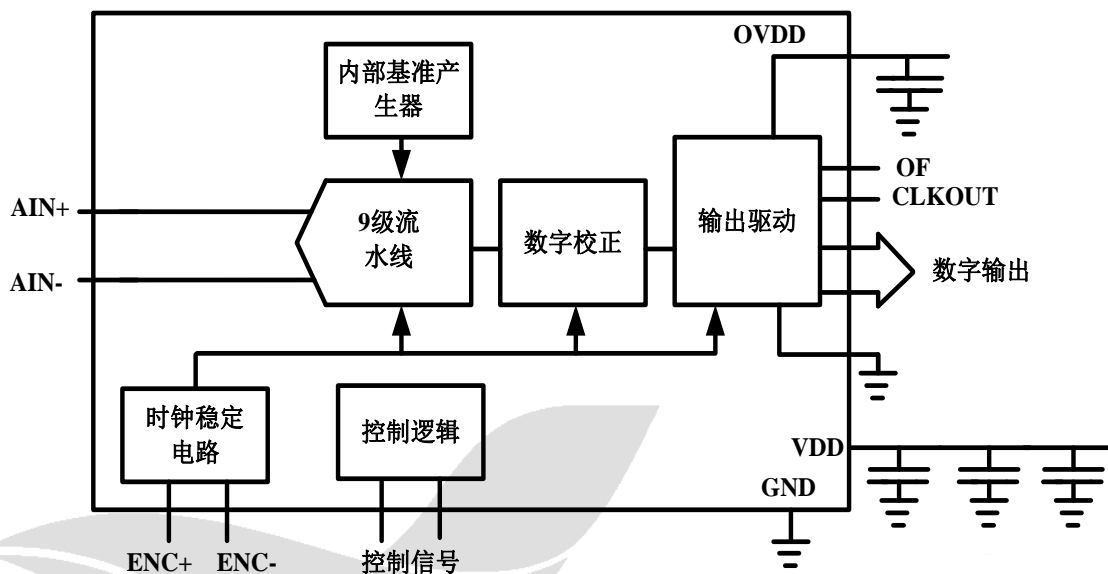 OVDD
内部基准产
生器
OF
CLKOUT
AIN+
9级流
水线
数字校正
输出驱动
数字输出
AIN-
时钟稳定
电路
控制逻辑
VDD
GND
ENC+
ENC-
控制信号